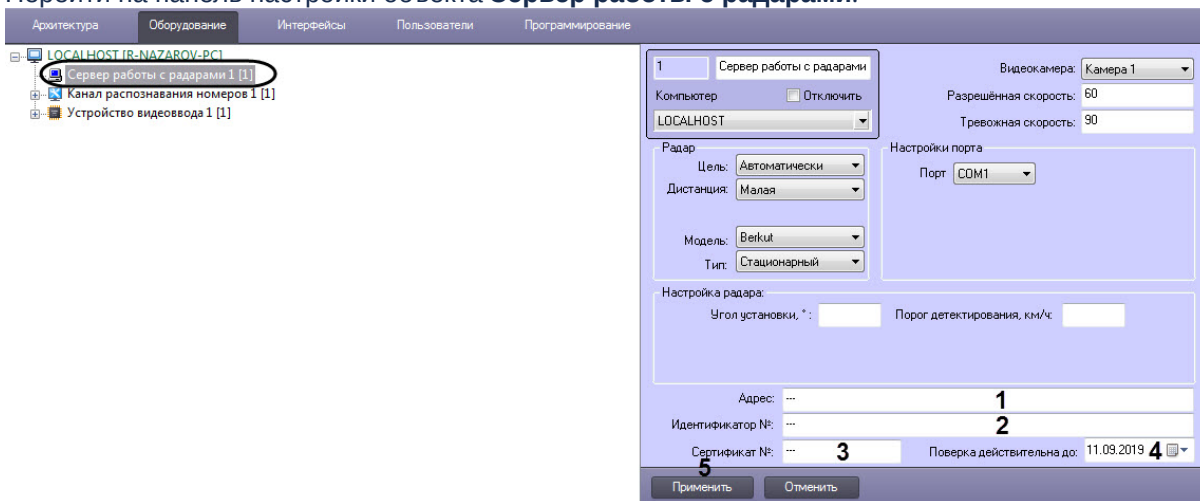 Перейти на панель настройки объекта Сервер работы с радарами.
Архитектура Оборудование Интерфейсы Пользователи Программирование
LOCALHOST [R-NAZAROV-PC]
Сервер работы с радарами 1 [1]
Канал распознавания номеров 1 [1]
Устройство видеоввода 1 [1]
1 Сервер работы с радарами
Компьютер Отключить
LOCALHOST
Видеокамера: Камера 1
Разрешённая скорость: 60
Тревожная скорость: 90
Радар
Цель: Автоматически
Дистанция: Малая
Модель: Berkut
Тип: Стационарный
Настройки порта
Порт COM1
Настройка радара:
Угол установки, ° : Порог детектирования, км/ч:
Адрес: --- 1
Идентификатор №: --- 2
Сертификат №: --- 3 Поверка действительна до: 11.09.2019 4
5
Применить Отменить